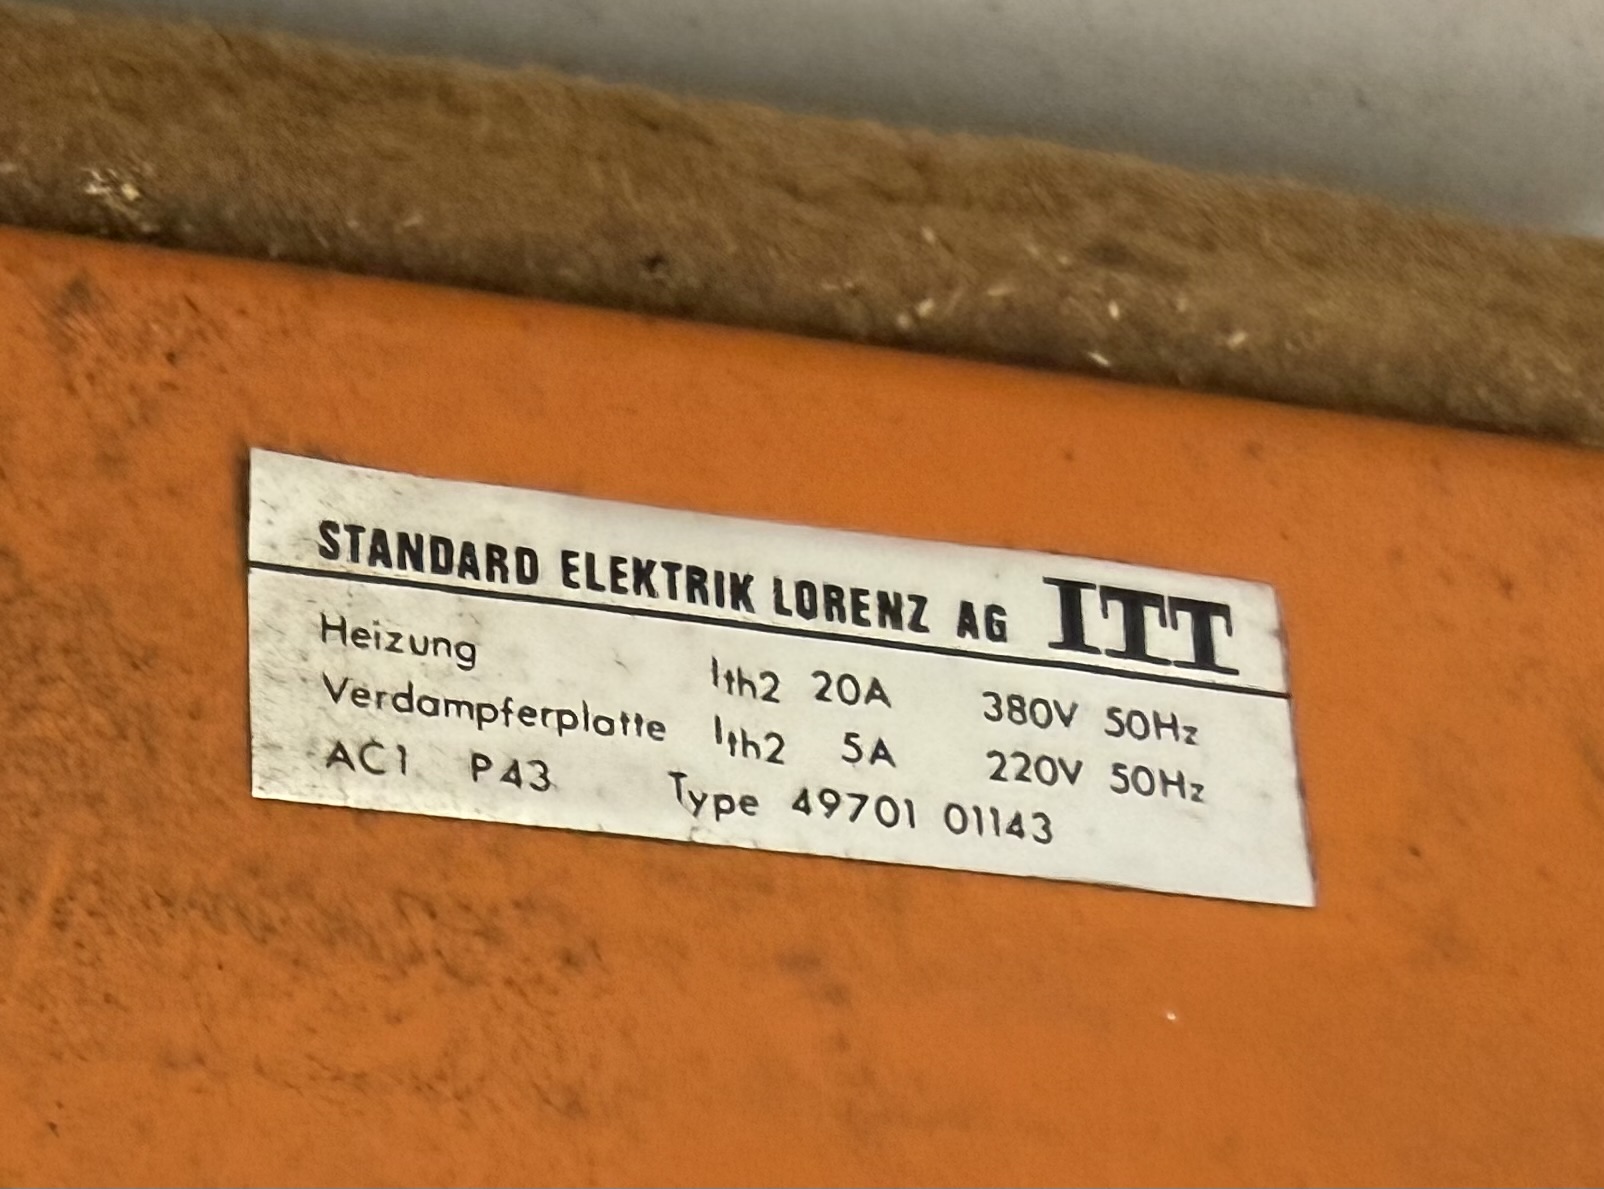 STANDARD ELEKTRIK LORENZ AG ITT
Heizung Ith2 20A 380V 50Hz
Verdampferplatte Ith2 5A 220V 50Hz
AC1 P43 Type 49701 01143